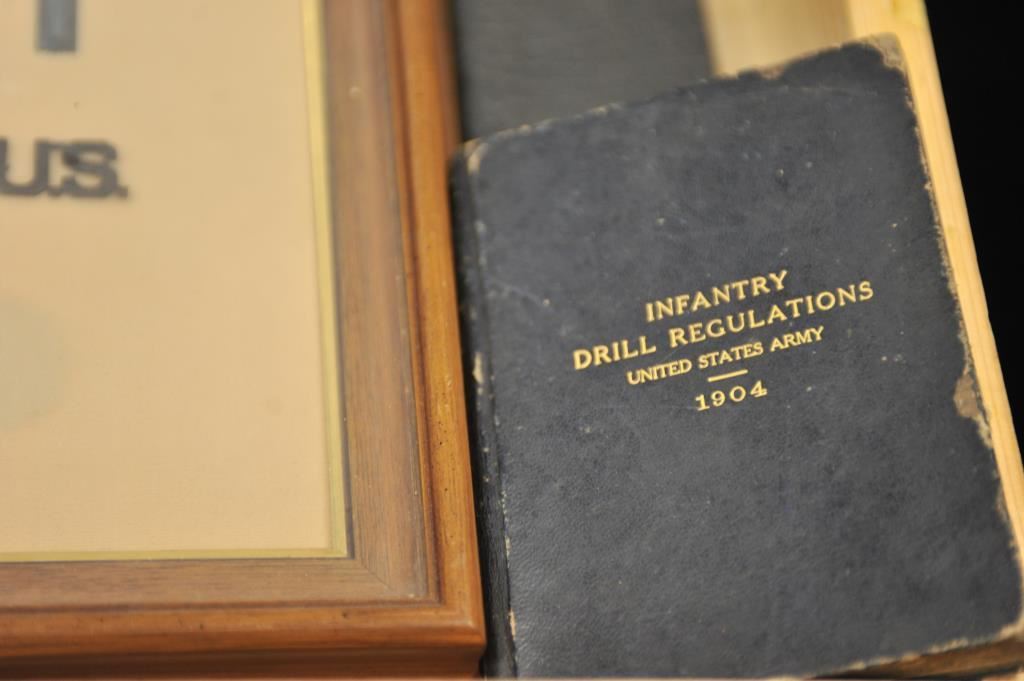 U.S.
INFANTRY
DRILL REGULATIONS
UNITED STATES ARMY
1904